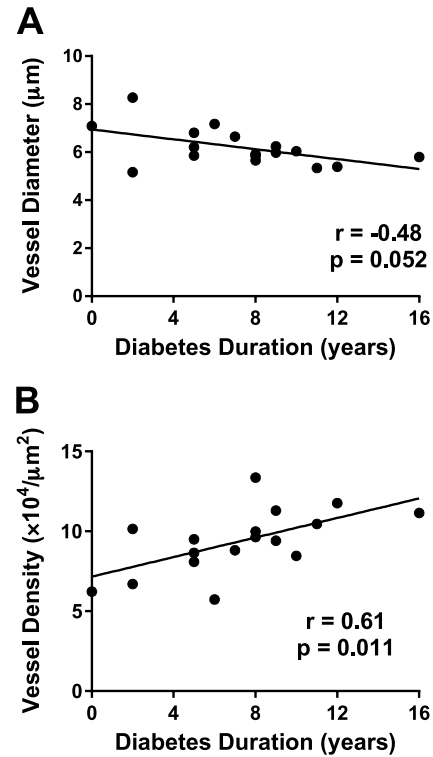 A
Vessel Diameter (μm)
10
8
6
4
2
0
0 4 8 12 16
r = -0.48
p = 0.052
Diabetes Duration (years)
B
Vessel Density (×10⁴/μm²)
15
10
5
0
0 4 8 12 16
r = 0.61
p = 0.011
Diabetes Duration (years)